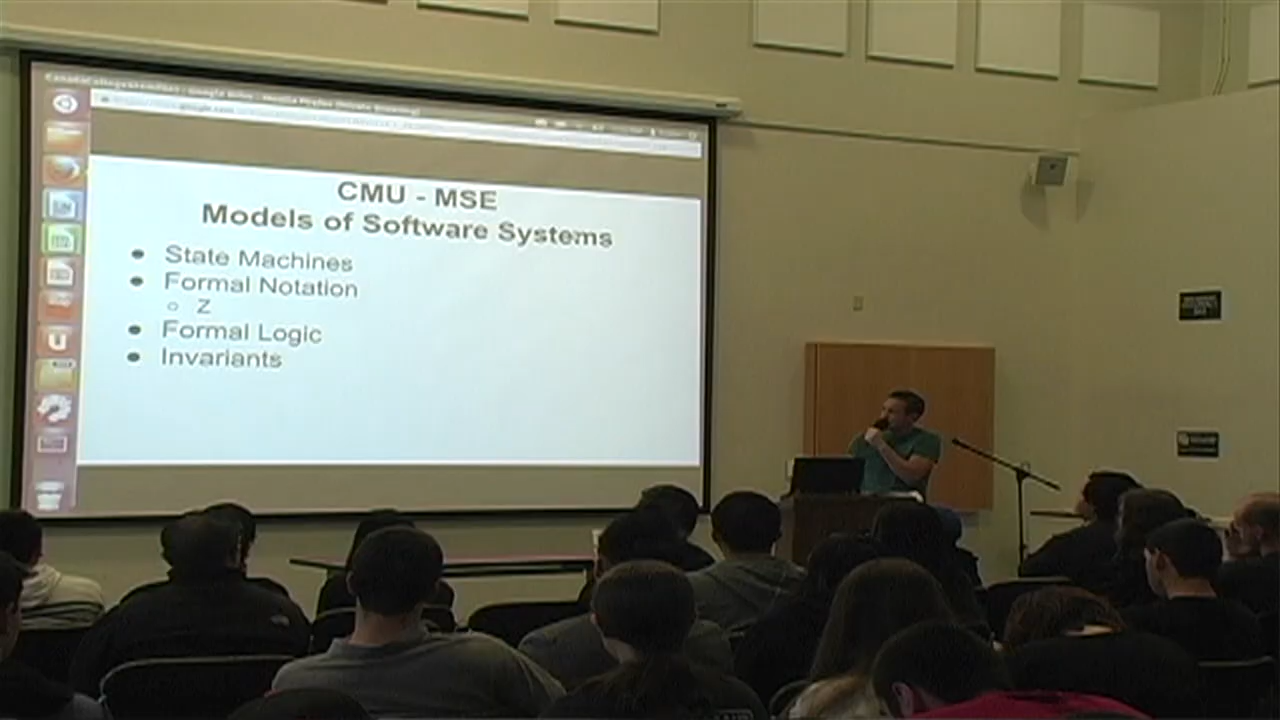 CMU - MSE
Models of Software Systems
State Machines
Formal Notation
Z
Formal Logic
Invariants